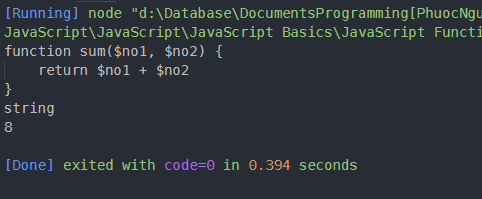 [Running] node "d:\Database\DocumentsProgramming[PhuocNgu
JavaScript\JavaScript\JavaScript Basics\JavaScript Functi
function sum($no1, $no2) {
    return $no1 + $no2
}
string
8
[Done] exited with code=0 in 0.394 seconds